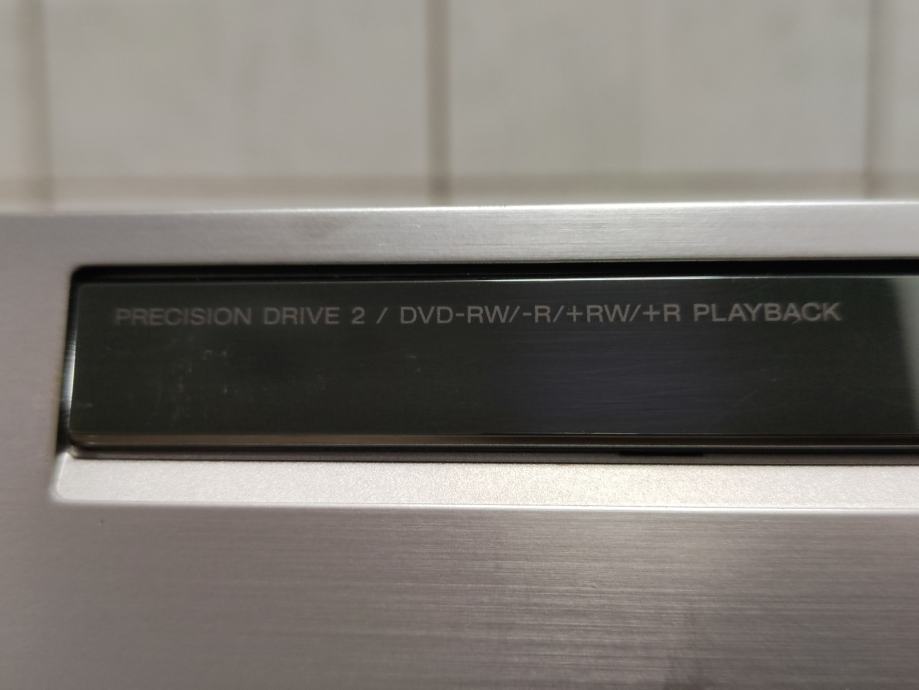 PRECISION DRIVE 2 / DVD-RW/-R/+RW/+R PLAYBACK